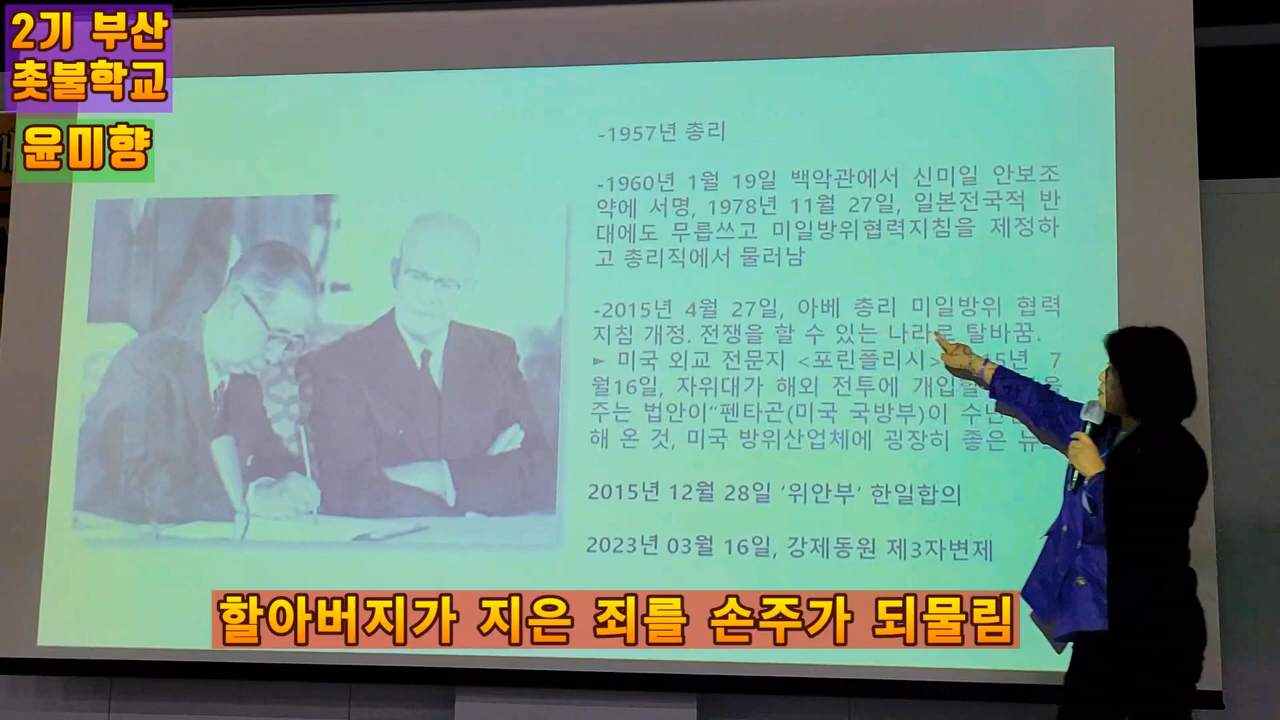 2기 부산
촛불학교
윤미향
-1957년 총리
-1960년 1월 19일 백악관에서 신미일 안보조
약에 서명, 1978년 11월 27일, 일본전국적 반
대에도 무릅쓰고 미일방위협력지침을 제정하
고 총리직에서 물러남
-2015년 4월 27일, 아베 총리 미일방위 협력
지침 개정. 전쟁을 할 수 있는 나라로 탈바꿈.
► 미국 외교 전문지 <포린폴리시> 7
월16일, 자위대가 해외 전투에 개입할
주는 법안이“펜타곤(미국 국방부)이
해 온 것, 미국 방위산업체에 굉장히 좋은
2015년 12월 28일 ‘위안부’ 한일합의
2023년 03월 16일, 강제동원 제3자변제
할아버지가 지은 죄를 손주가 되물림